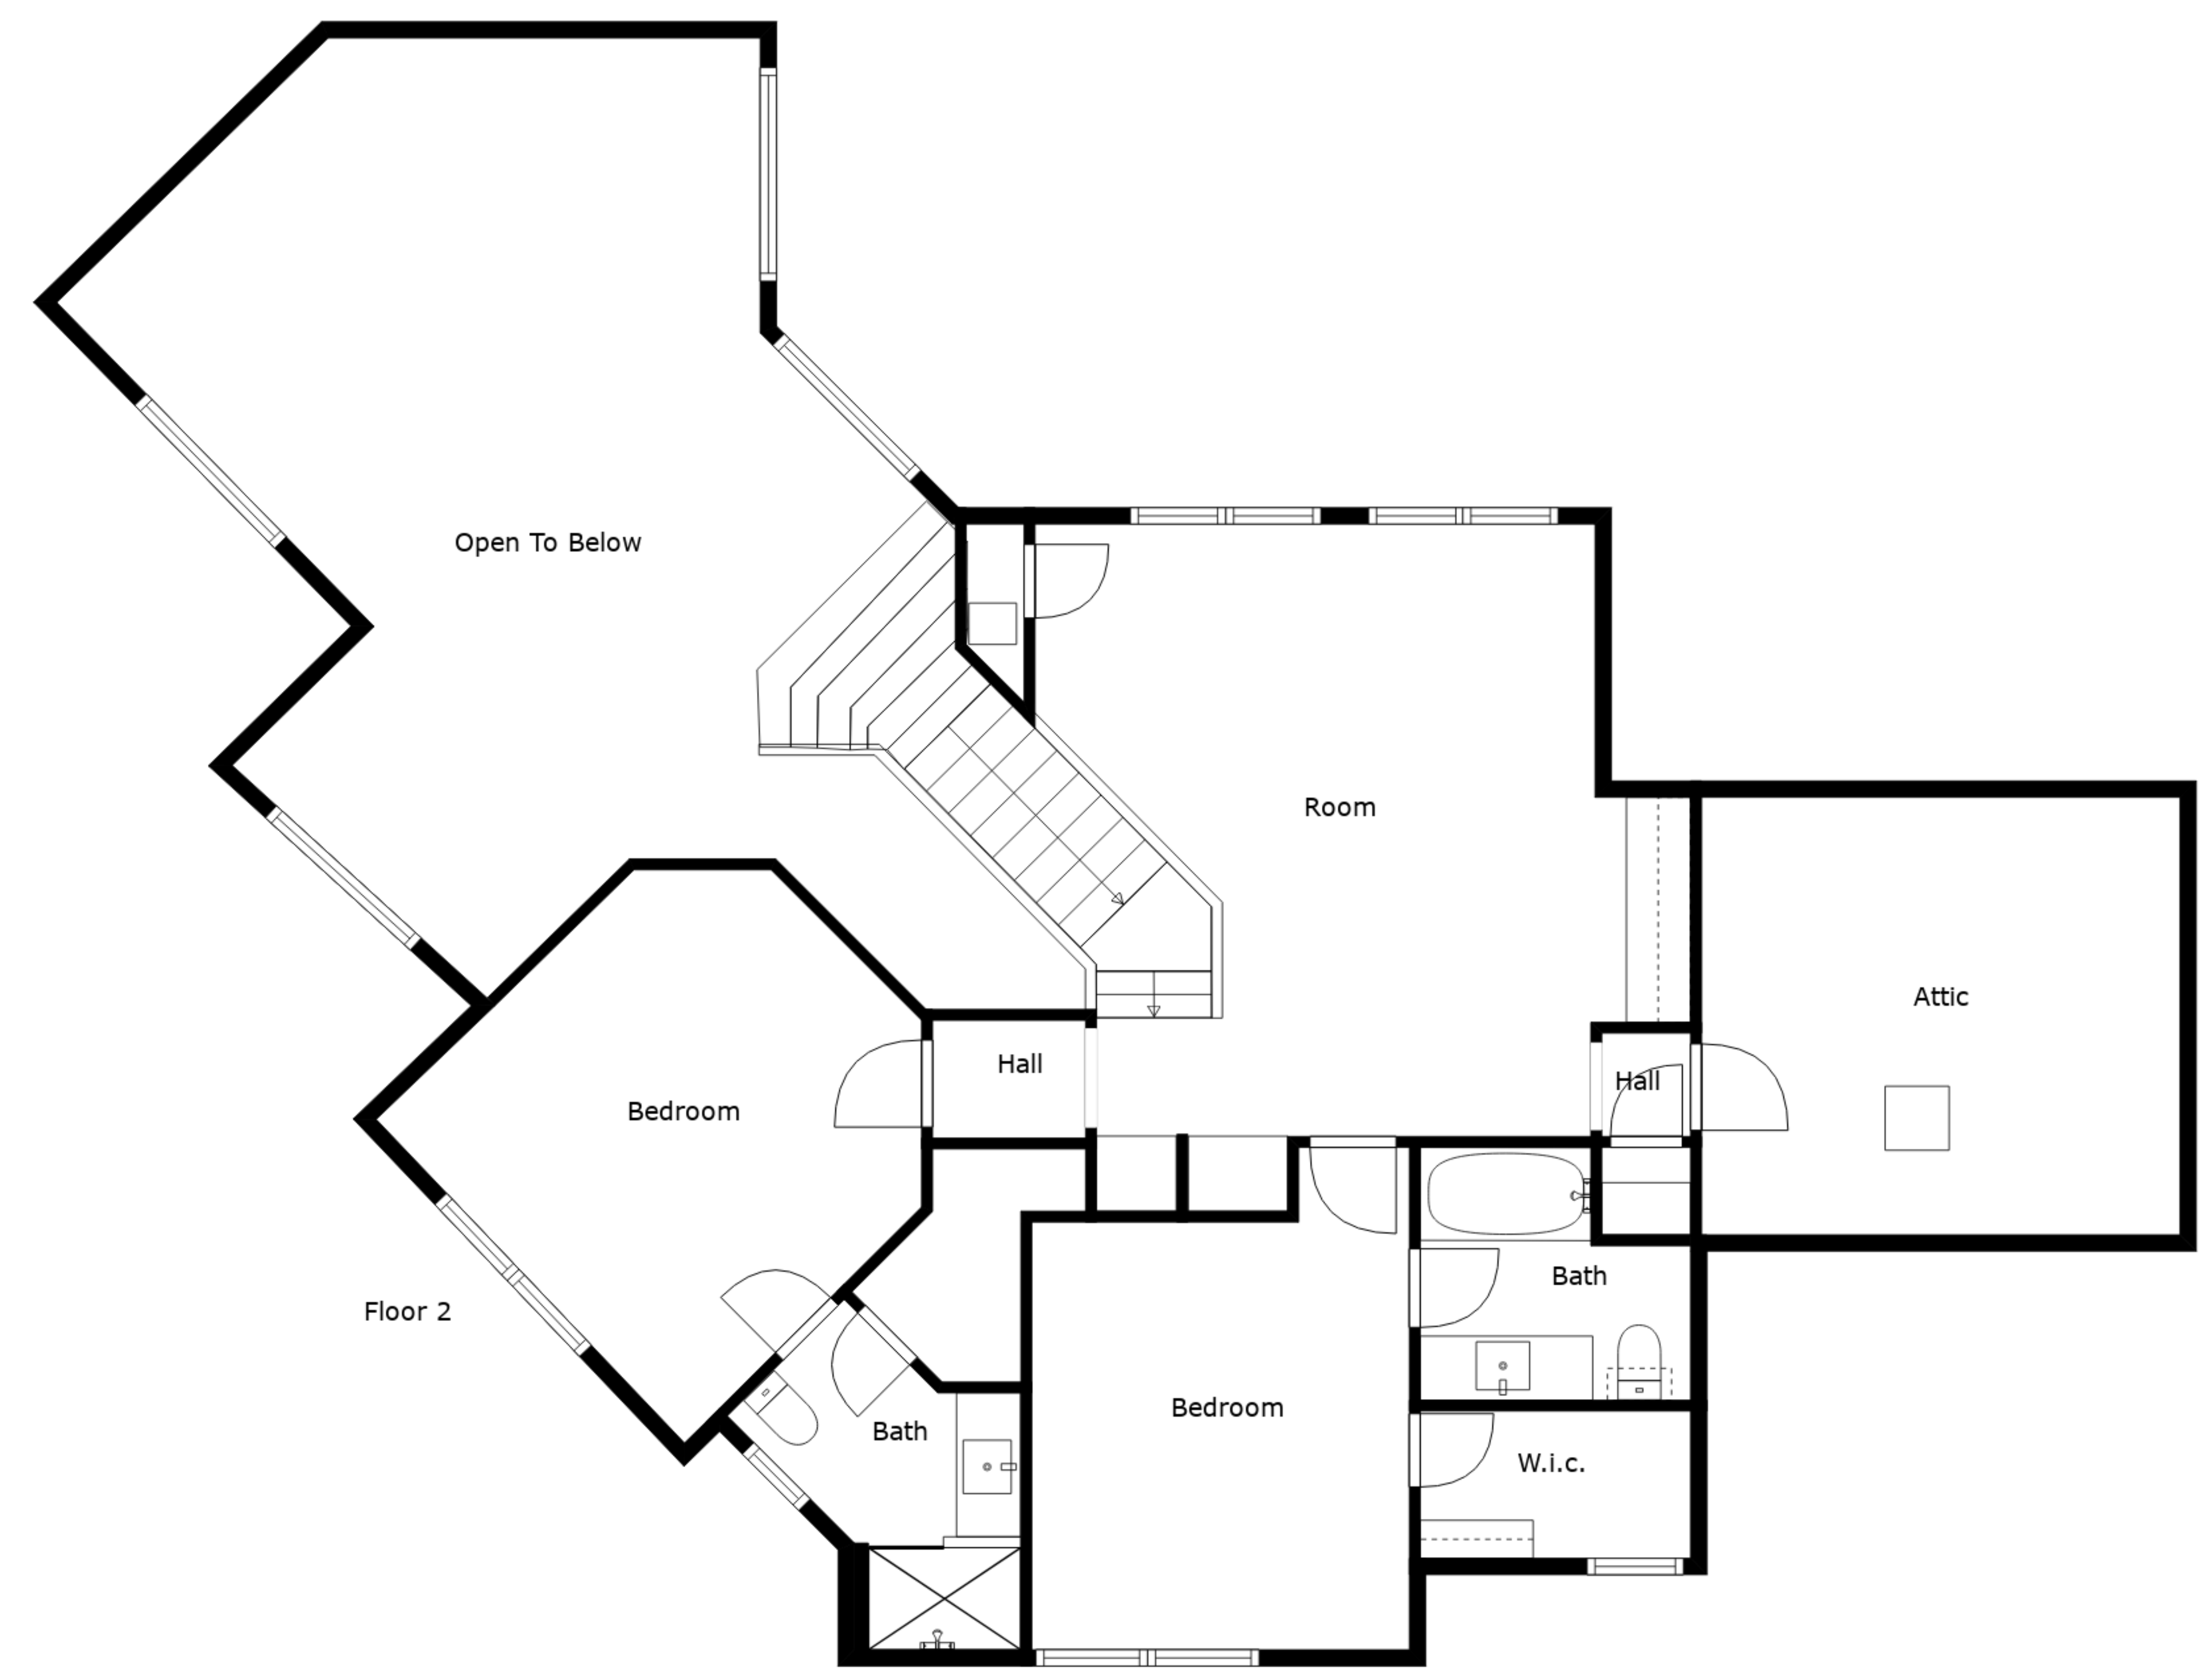 Open To Below
Room
Attic
Hall
Hall
Bedroom
Bath
Floor 2
Bedroom
Bath
W.i.c.